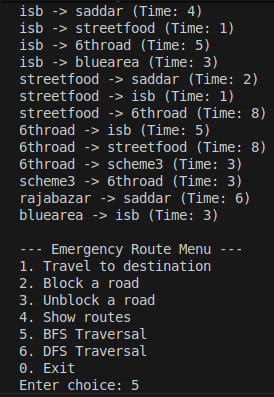 isb -> saddar (Time: 4)
isb -> streetfood (Time: 1)
isb -> 6throad (Time: 5)
isb -> bluearea (Time: 3)
streetfood -> saddar (Time: 2)
streetfood -> isb (Time: 1)
streetfood -> 6throad (Time: 8)
6throad -> isb (Time: 5)
6throad -> streetfood (Time: 8)
6throad -> scheme3 (Time: 3)
scheme3 -> 6throad (Time: 3)
rajabazar -> saddar (Time: 6)
bluearea -> isb (Time: 3)

--- Emergency Route Menu ---
1. Travel to destination
2. Block a road
3. Unblock a road
4. Show routes
5. BFS Traversal
6. DFS Traversal
0. Exit
Enter choice: 5